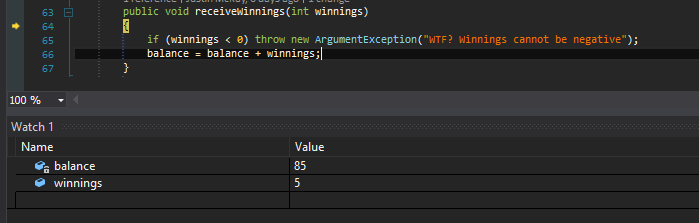 63 public void receiveWinnings(int winnings)
64 {
65 if (winnings < 0) throw new ArgumentException("WTF? Winnings cannot be negative");
66 balance = balance + winnings;
67 }
100 %
Watch 1
Name Value
balance 85
winnings 5